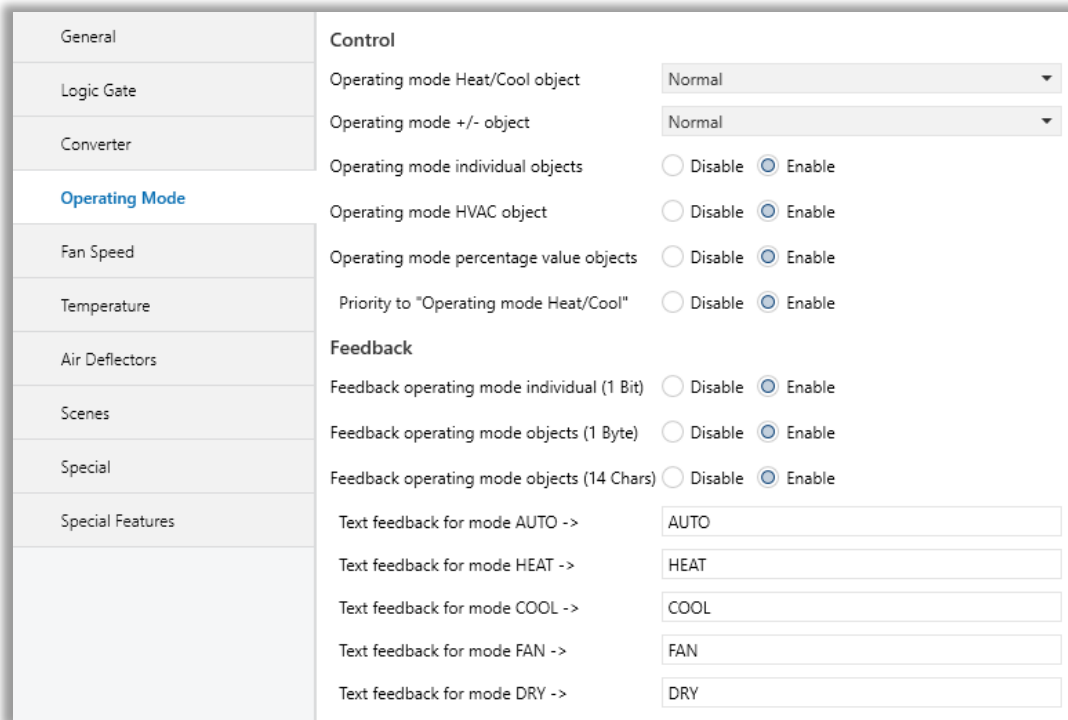 General
Logic Gate
Converter
Operating Mode
Fan Speed
Temperature
Air Deflectors
Scenes
Special
Special Features
Control
Operating mode Heat/Cool object Normal
Operating mode +/- object Normal
Operating mode individual objects Disable Enable
Operating mode HVAC object Disable Enable
Operating mode percentage value objects Disable Enable
Priority to "Operating mode Heat/Cool" Disable Enable
Feedback
Feedback operating mode individual (1 Bit) Disable Enable
Feedback operating mode objects (1 Byte) Disable Enable
Feedback operating mode objects (14 Chars) Disable Enable
Text feedback for mode AUTO -> AUTO
Text feedback for mode HEAT -> HEAT
Text feedback for mode COOL -> COOL
Text feedback for mode FAN -> FAN
Text feedback for mode DRY -> DRY